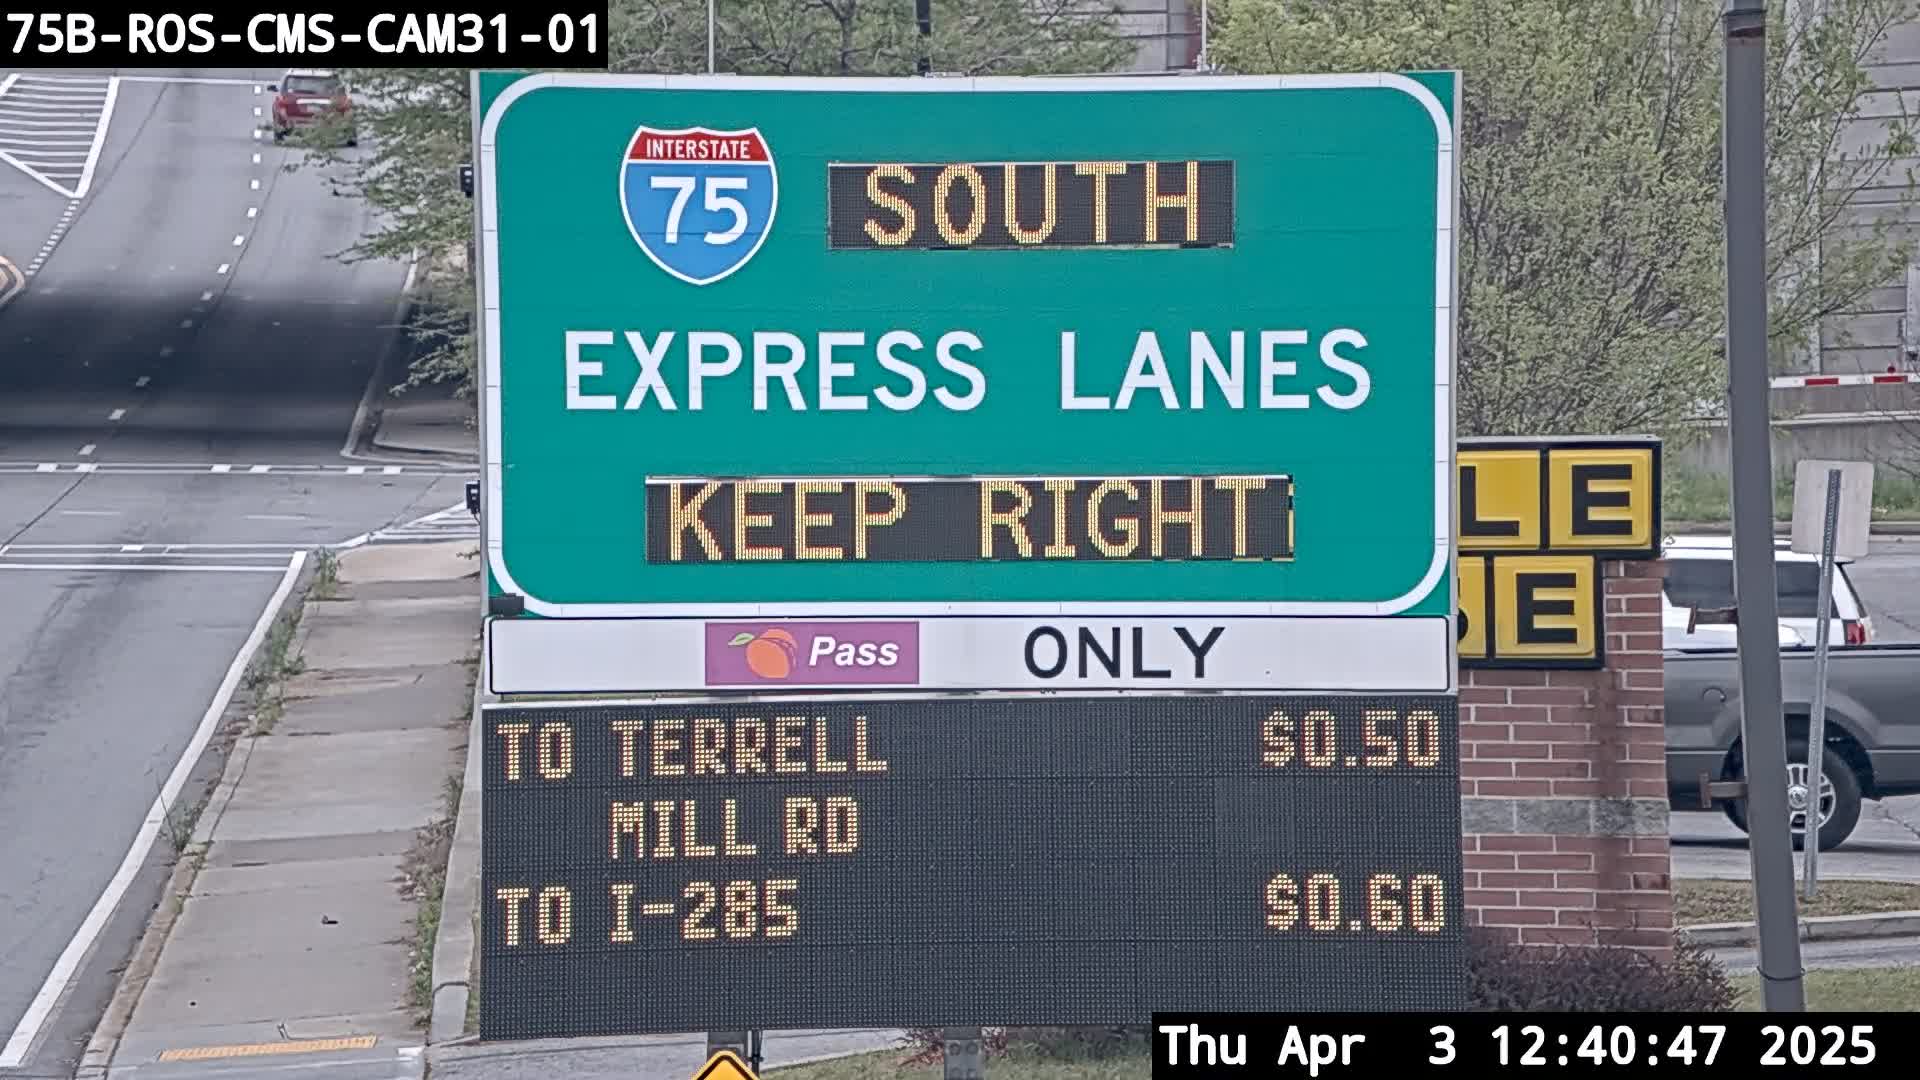 75B-ROS-CMS-CAM31-01
INTERSTATE
75
SOUTH
EXPRESS LANES
KEEP RIGHT
Pass ONLY
TO TERRELL $0.50
MILL RD
TO I-285 $0.60
LE
E
Thu Apr 3 12:40:47 2025